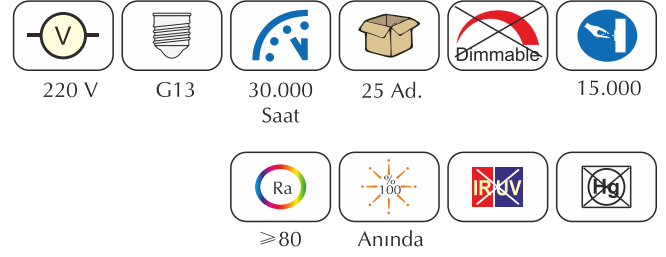 V
Dimmable
220 V
G13
30.000
Saat
25 Ad.
15.000
Ra
%
100
IR UV
Hg
≥80
Anında